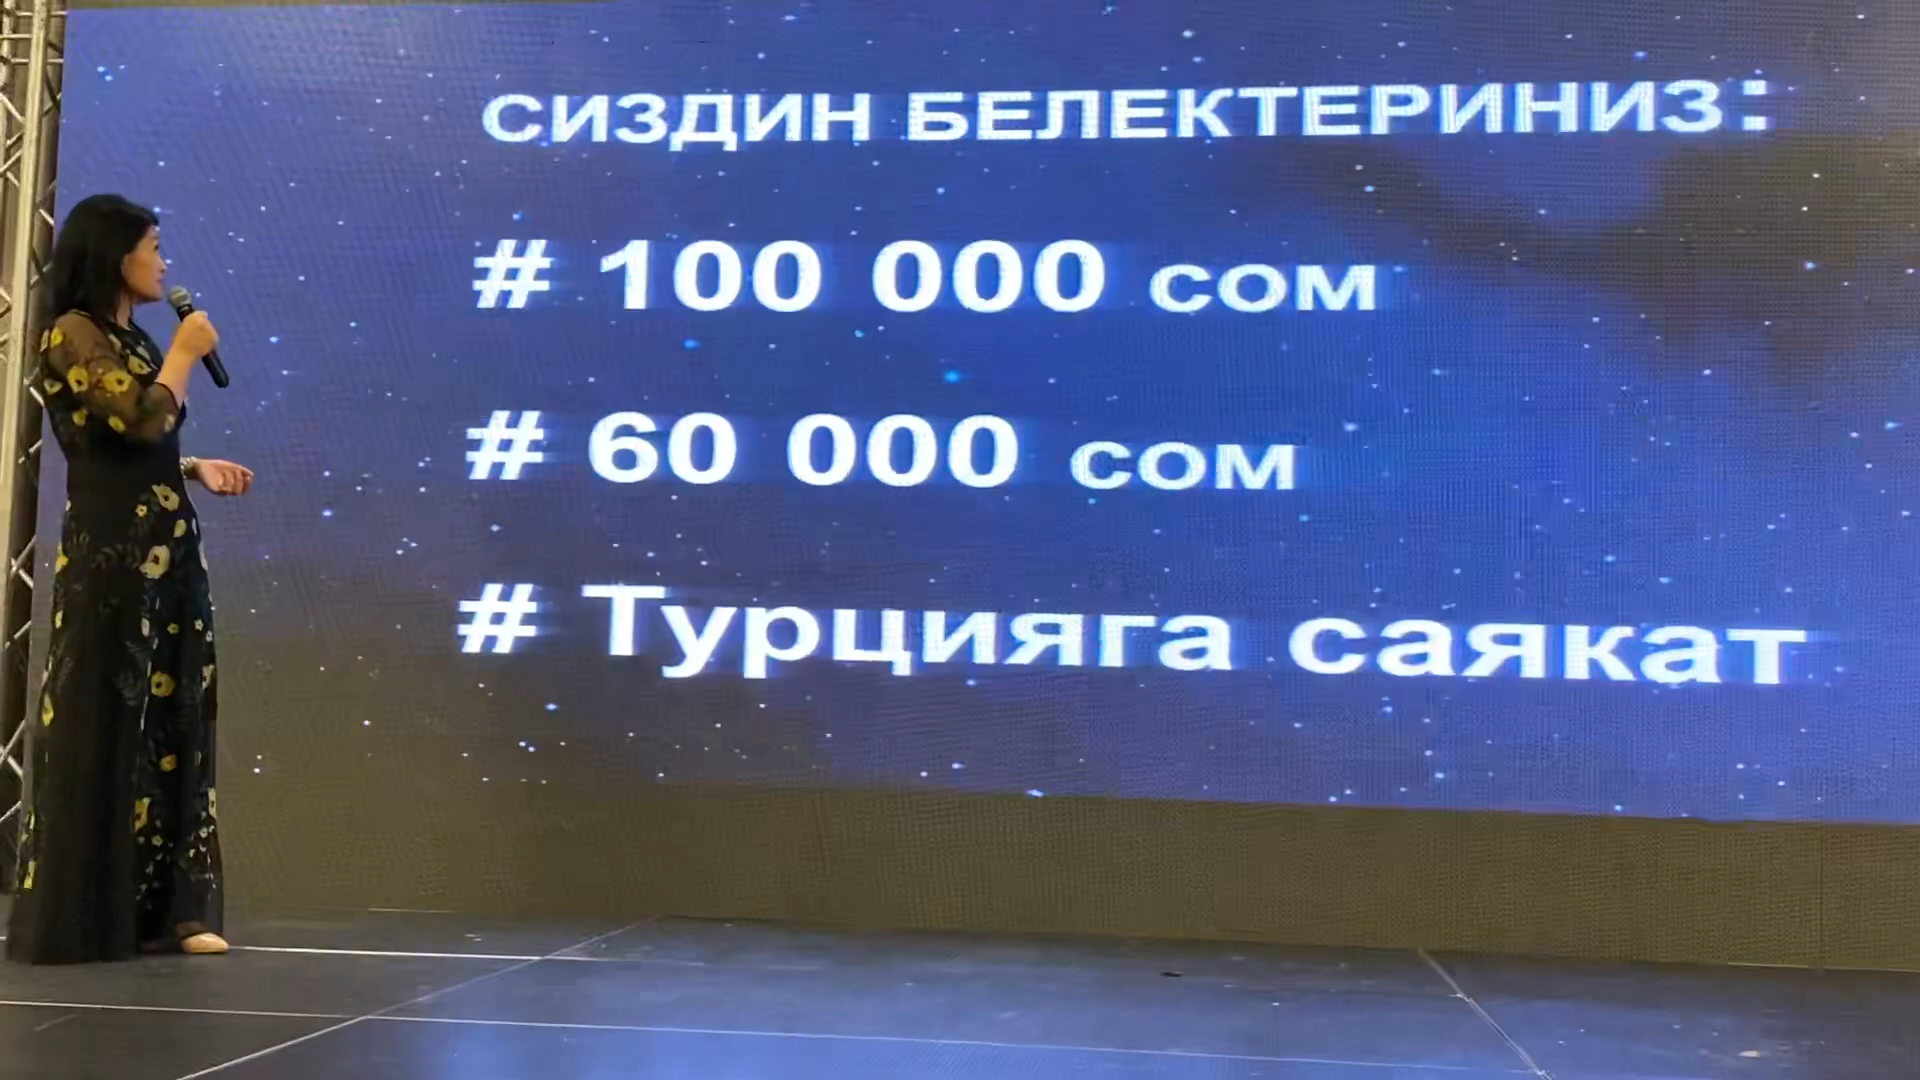 СИЗДИН БЕЛЕКТЕРИНИЗ:
# 100 000 сом
# 60 000 сом
# Турцияга саякат